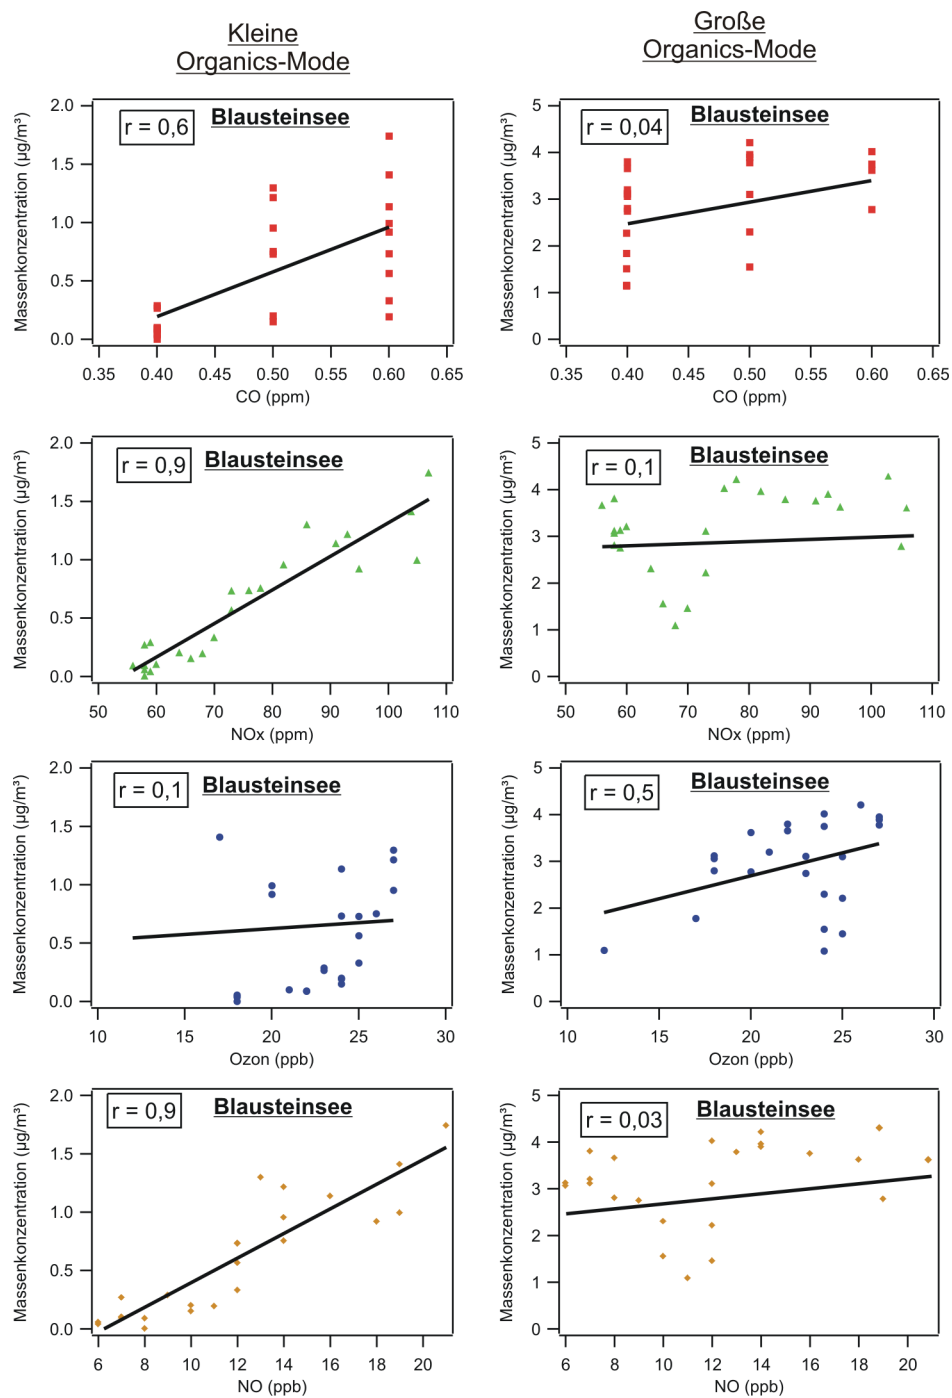 Kleine
Organics-Mode
Große
Organics-Mode
r = 0,6
Blausteinsee
Massenkonzentration (µg/m³)
2.0
1.5
1.0
0.5
0.0
0.35 0.40 0.45 0.50 0.55 0.60 0.65
CO (ppm)
r = 0,04
Blausteinsee
Massenkonzentration (µg/m³)
5
4
3
2
1
0
0.35 0.40 0.45 0.50 0.55 0.60 0.65
CO (ppm)
r = 0,9
Blausteinsee
Massenkonzentration (µg/m³)
2.0
1.5
1.0
0.5
0.0
50 60 70 80 90 100 110
NOx (ppm)
r = 0,1
Blausteinsee
Massenkonzentration (µg/m³)
5
4
3
2
1
0
50 60 70 80 90 100 110
NOx (ppm)
r = 0,1
Blausteinsee
Massenkonzentration (µg/m³)
2.0
1.5
1.0
0.5
0.0
10 15 20 25 30
Ozon (ppb)
r = 0,5
Blausteinsee
Massenkonzentration (µg/m³)
5
4
3
2
1
0
10 15 20 25 30
Ozon (ppb)
r = 0,9
Blausteinsee
Massenkonzentration (µg/m³)
2.0
1.5
1.0
0.5
0.0
6 8 10 12 14 16 18 20
NO (ppb)
r = 0,03
Blausteinsee
Massenkonzentration (µg/m³)
5
4
3
2
1
0
6 8 10 12 14 16 18 20
NO (ppb)